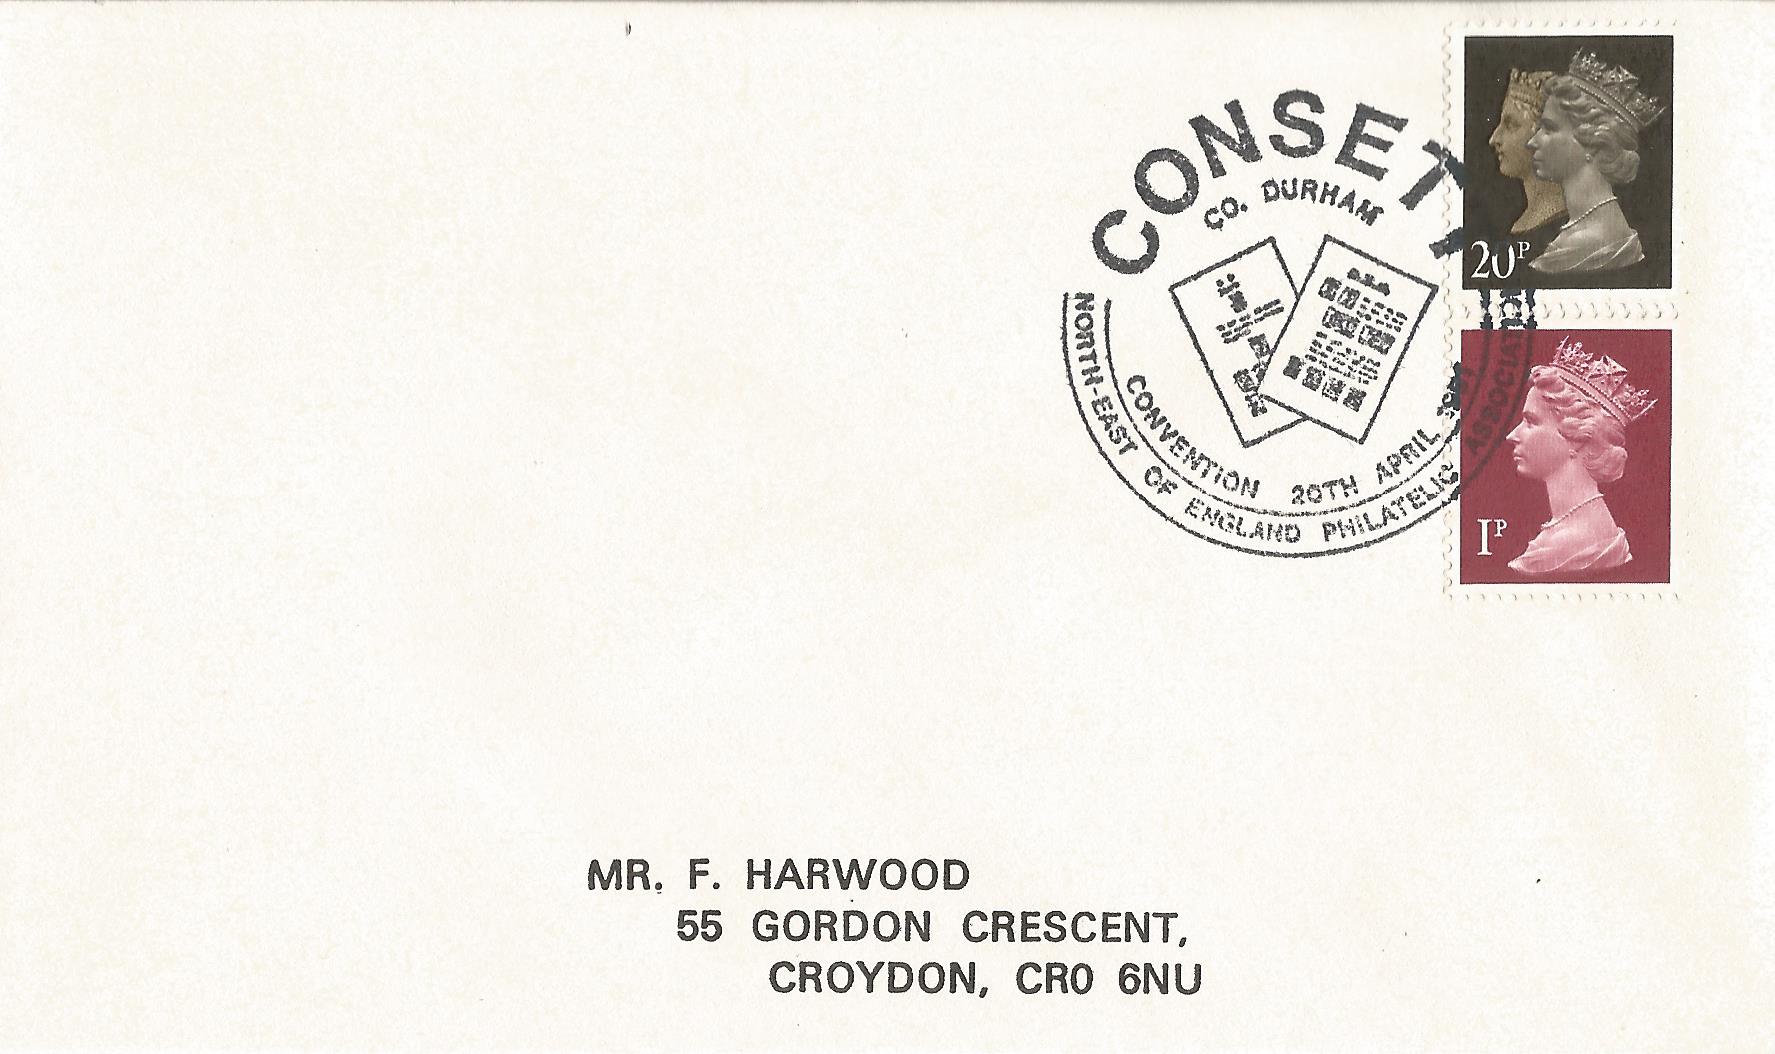 CONSETT
CO. DURHAM
CONVENTION 20TH APRIL
NORTH-EAST OF ENGLAND PHILATELIC ASSOCIATION
20P
1P
MR. F. HARWOOD
55 GORDON CRESCENT,
CROYDON, CR0 6NU